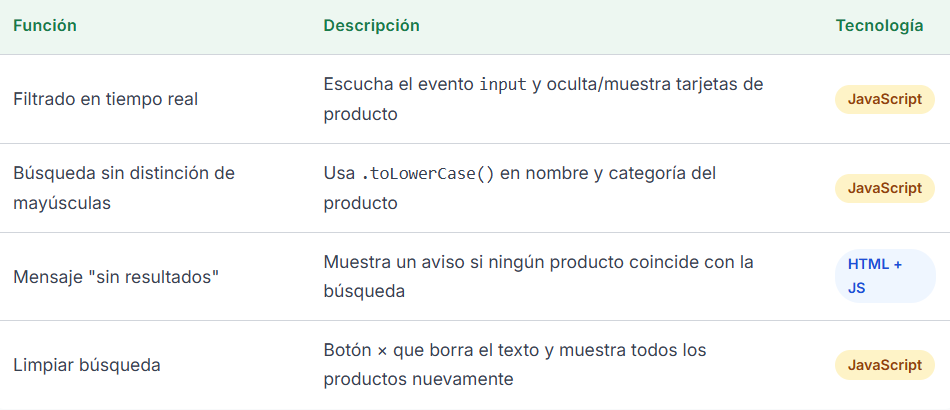 Función Descripción Tecnología
Filtrado en tiempo real
Escucha el evento input y oculta/muestra tarjetas de
producto
JavaScript
Búsqueda sin distinción de
mayúsculas
Usa .toLowerCase() en nombre y categoría del
producto
JavaScript
Mensaje "sin resultados"
Muestra un aviso si ningún producto coincide con la
búsqueda
HTML +
JS
Limpiar búsqueda
Botón × que borra el texto y muestra todos los
productos nuevamente
JavaScript